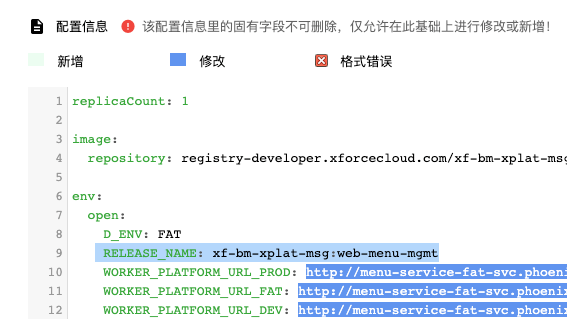 配置信息 该配置信息里的固有字段不可删除，仅允许在此基础上进行修改或新增！
新增 修改 格式错误
1 replicaCount: 1
2
3 image:
4 repository: registry-developer.xforcecloud.com/xf-bm-xplat-msg
5
6 env:
7 open:
8 D_ENV: FAT
9 RELEASE_NAME: xf-bm-xplat-msg:web-menu-mgmt
10 WORKER_PLATFORM_URL_PROD: http://menu-service-fat-svc.phoenix
11 WORKER_PLATFORM_URL_FAT: http://menu-service-fat-svc.phoenix
12 WORKER_PLATFORM_URL_DEV: http://menu-service-fat-svc.phoenix